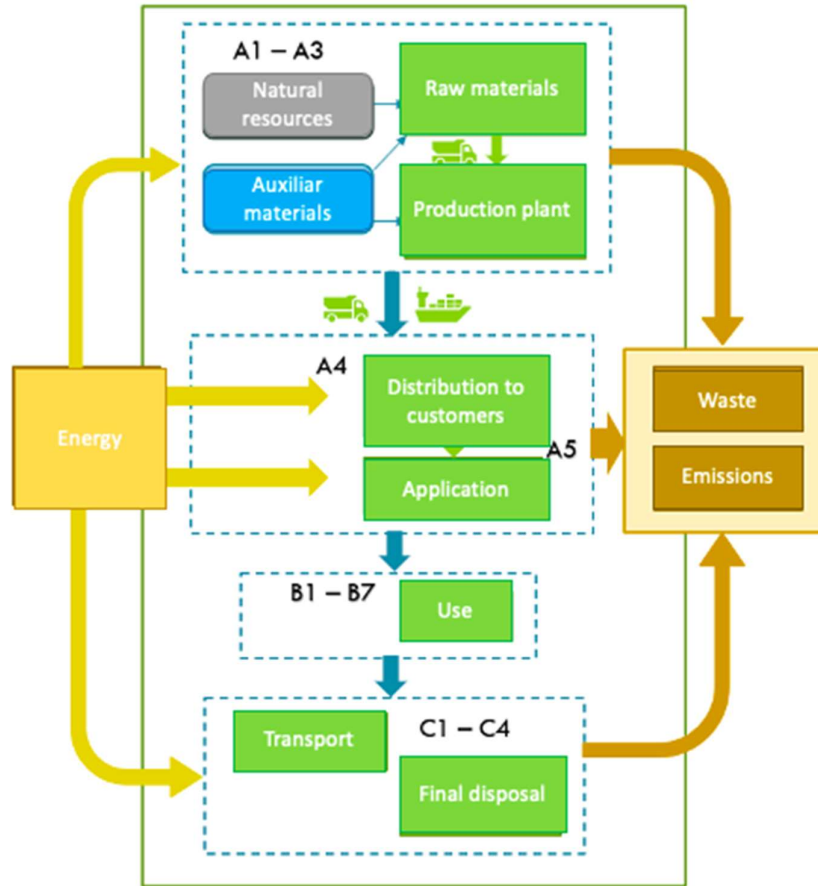 A1 – A3
Natural
resources
Raw materials
Auxiliar
materials
Production plant
A4
Distribution to
customers
A5
Application
Energy
Waste
Emissions
B1 – B7
Use
Transport
C1 – C4
Final disposal